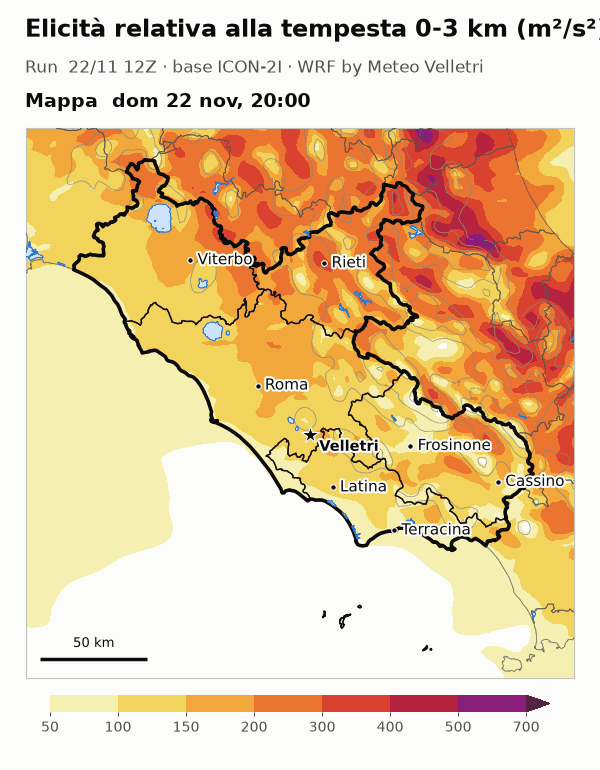 Elicità relativa alla tempesta 0-3 km (m²/s²)
Run 22/11 12Z · base ICON-2I · WRF by Meteo Velletri
Mappa dom 22 nov, 20:00
Viterbo
Rieti
Roma
Velletri
Frosinone
Latina
Cassino
Terracina
50 km
50 100 150 200 300 400 500 700